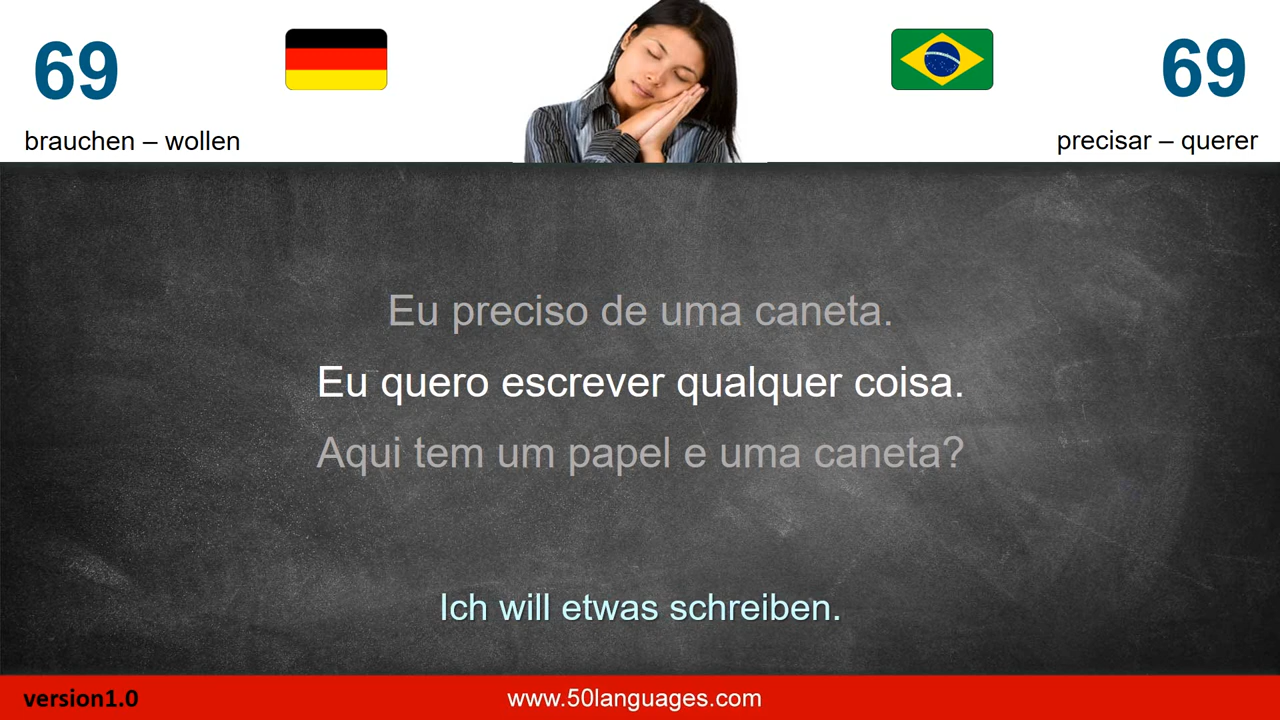 69
69
brauchen – wollen
precisar – querer
Eu preciso de uma caneta.
Eu quero escrever qualquer coisa.
Aqui tem um papel e uma caneta?
Ich will etwas schreiben.
version1.0
www.50languages.com